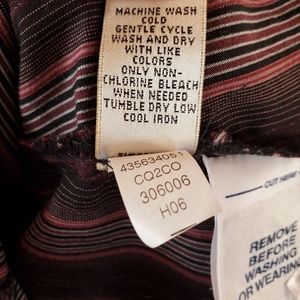 MACHINE WASH
COLD
GENTLE CYCLE
WASH AND DRY
WITH LIKE
COLORS
ONLY NON-
CHLORINE BLEACH
WHEN NEEDED
TUMBLE DRY LOW
COOL IRON
435634051
CQ2CO
306006
H06
CUT HERE
REMOVE
BEFORE
WASHING
OR WEARING